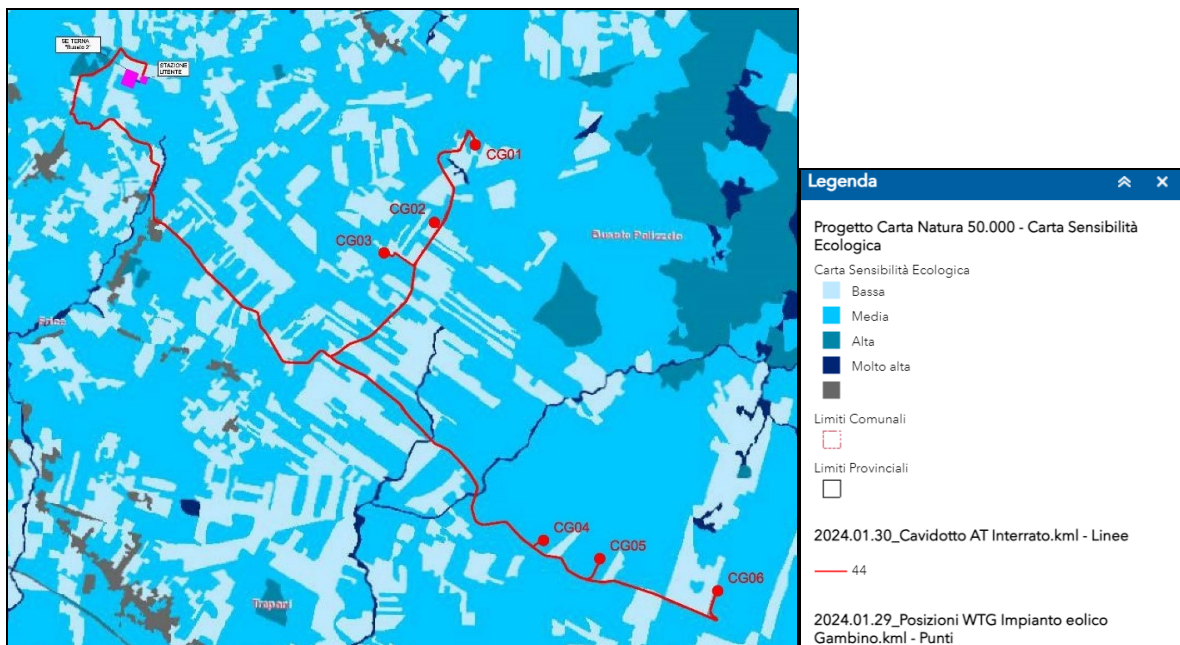 SE TERNA
"Buseto 2"
STAZIONE
UTENTE
CG01
CG02
CG03
Buseto Palizzolo
Erice
CG04
CG05
CG06
Trapani
Legenda
Progetto Carta Natura 50.000 - Carta Sensibilità
Ecologica
Carta Sensibilità Ecologica
Bassa
Media
Alta
Molto alta
Limiti Comunali
Limiti Provinciali
2024.01.30_Cavidotto AT Interrato.kml - Linee
44
2024.01.29_Posizioni WTG Impianto eolico
Gambino.kml - Punti